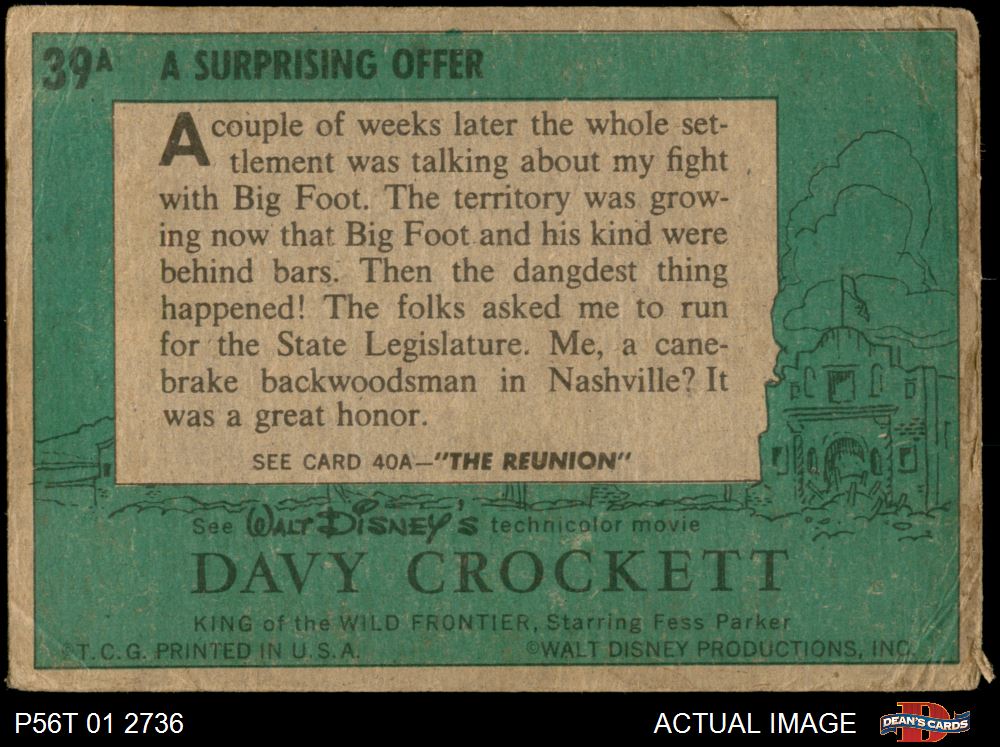 39A A SURPRISING OFFER
A couple of weeks later the whole set-
tlement was talking about my fight
with Big Foot. The territory was grow-
ing now that Big Foot and his kind were
behind bars. Then the dangdest thing
happened! The folks asked me to run
for the State Legislature. Me, a cane-
brake backwoodsman in Nashville? It
was a great honor.
SEE CARD 40A—"THE REUNION"
See WALT DISNEY'S technicolor movie
DAVY CROCKETT
KING of the WILD FRONTIER, Starring Fess Parker
©T.C.G. PRINTED IN U.S.A. ©WALT DISNEY PRODUCTIONS, INC.
P56T 01 2736 ACTUAL IMAGE DEAN'S CARDS